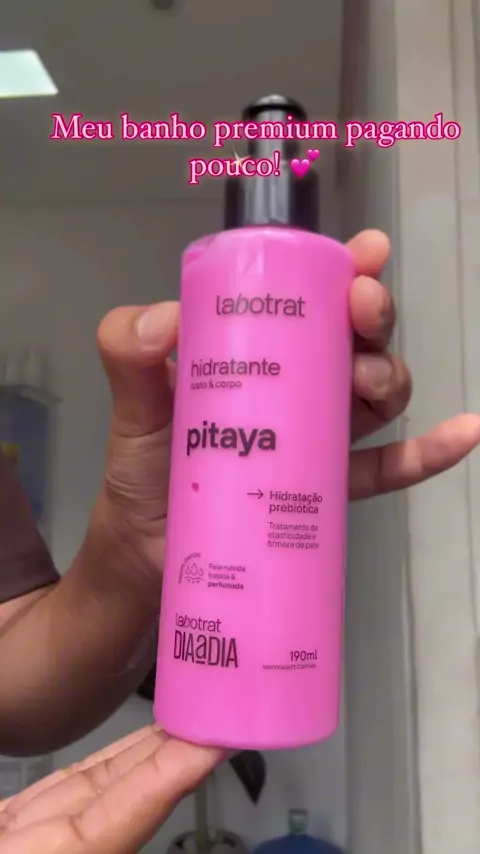 Meu banho premium pagando
pouco! 💕
labotrat
hidratante
rosto & corpo
pitaya
→ Hidratação
prebiótica
Tratamento da
elasticidade e
firmeza da pele
Pele nutrida,
tratada &
perfumada
labotrat
DIAaDIA
190ml